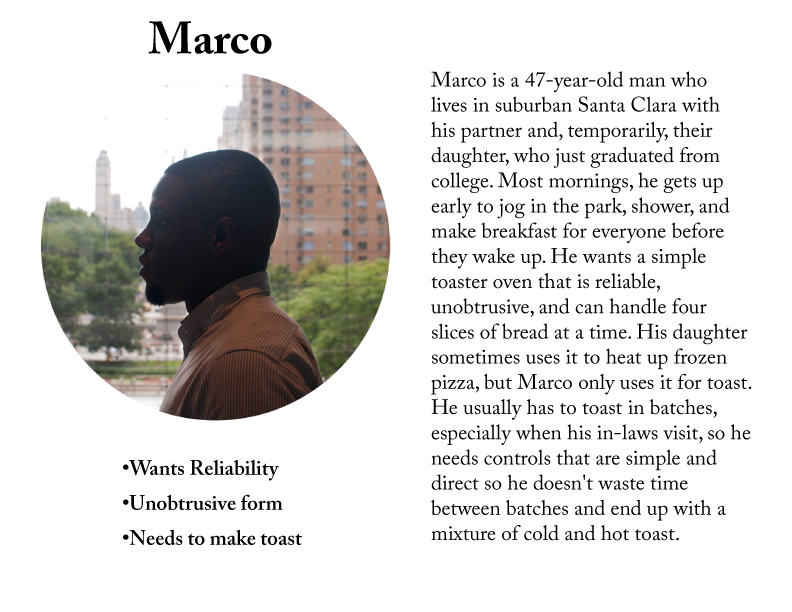 Marco
Marco is a 47-year-old man who
lives in suburban Santa Clara with
his partner and, temporarily, their
daughter, who just graduated from
college. Most mornings, he gets up
early to jog in the park, shower, and
make breakfast for everyone before
they wake up. He wants a simple
toaster oven that is reliable,
unobtrusive, and can handle four
slices of bread at a time. His daughter
sometimes uses it to heat up frozen
pizza, but Marco only uses it for toast.
He usually has to toast in batches,
especially when his in-laws visit, so he
needs controls that are simple and
direct so he doesn't waste time
between batches and end up with a
mixture of cold and hot toast.
•Wants Reliability
•Unobtrusive form
•Needs to make toast